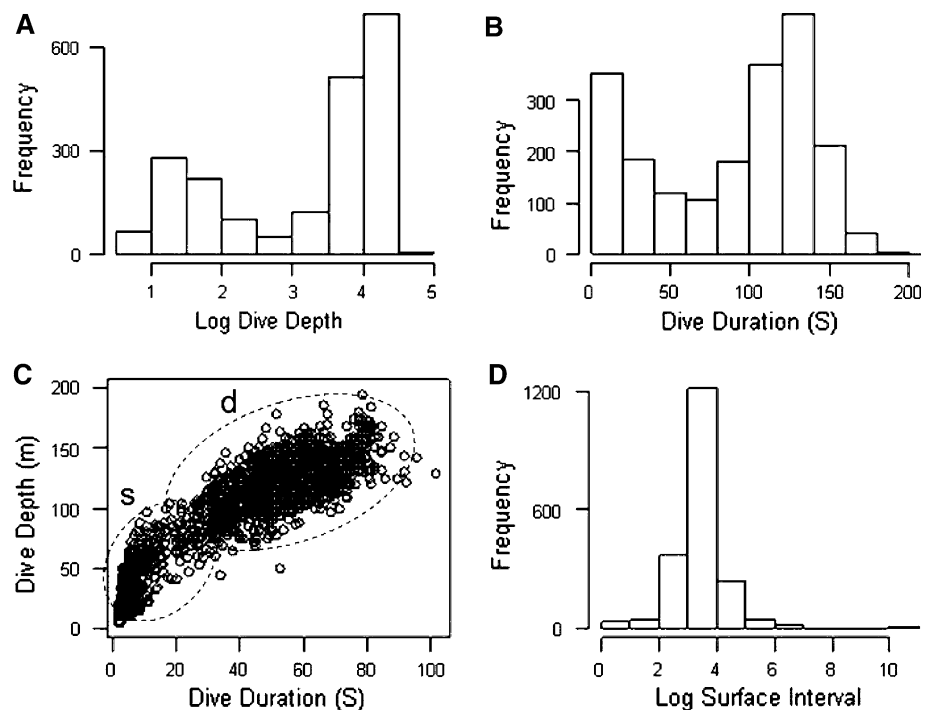 A
Frequency
600
300
0
1 2 3 4 5
Log Dive Depth
B
Frequency
300
200
100
0
0 50 100 150 200
Dive Duration (S)
C
Dive Depth (m)
200
150
100
50
0
d
s
0 20 40 60 80 100
Dive Duration (S)
D
Frequency
1200
600
0
0 2 4 6 8 10
Log Surface Interval